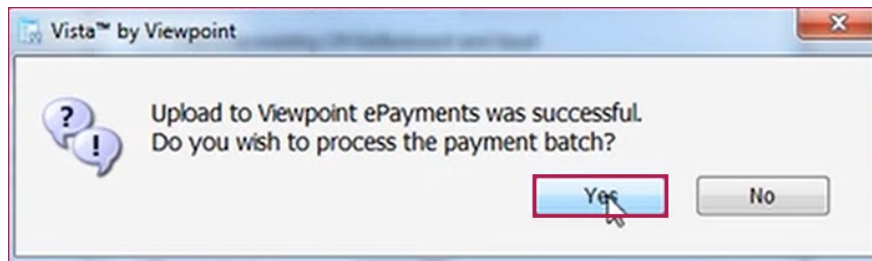 Vista™ by Viewpoint
Upload to Viewpoint ePayments was successful.
Do you wish to process the payment batch?
Yes
No